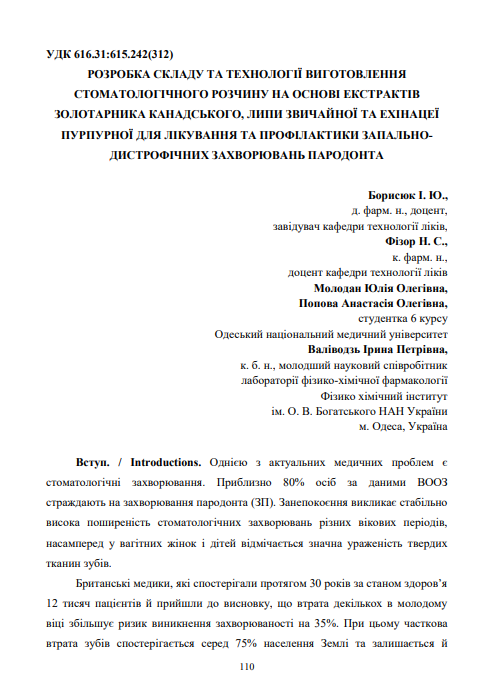 УДК 616.31:615.242(312)
РОЗРОБКА СКЛАДУ ТА ТЕХНОЛОГІЇ ВИГОТОВЛЕННЯ
СТОМАТОЛОГІЧНОГО РОЗЧИНУ НА ОСНОВІ ЕКСТРАКТІВ
ЗОЛОТАРНИКА КАНАДСЬКОГО, ЛИПИ ЗВИЧАЙНОЇ ТА ЕХІНАЦЕЇ
ПУРПУРНОЇ ДЛЯ ЛІКУВАННЯ ТА ПРОФІЛАКТИКИ ЗАПАЛЬНО-
ДИСТРОФІЧНИХ ЗАХВОРЮВАНЬ ПАРОДОНТА
Борисюк І. Ю.,
д. фарм. н., доцент,
завідувач кафедри технології ліків,
Фізор Н. С.,
к. фарм. н.,
доцент кафедри технології ліків
Молодан Юлія Олегівна,
Попова Анастасія Олегівна,
студентка 6 курсу
Одеський національний медичний університет
Валіводзь Ірина Петрівна,
к. б. н., молодший науковий співробітник
лабораторії фізико-хімічної фармакології
Фізико хімічний інститут
ім. О. В. Богатського НАН України
м. Одеса, Україна
Вступ. / Introductions. Однією з актуальних медичних проблем є
стоматологічні захворювання. Приблизно 80% осіб за даними ВООЗ
страждають на захворювання пародонта (ЗП). Занепокоєння викликає стабільно
висока поширеність стоматологічних захворювань різних вікових періодів,
насамперед у вагітних жінок і дітей відмічається значна ураженість твердих
тканин зубів.
Британські медики, які спостерігали протягом 30 років за станом здоров’я
12 тисяч пацієнтів й прийшли до висновку, що втрата декількох в молодому
віці збільшує ризик виникнення захворюваності на 35%. При цьому часткова
втрата зубів спостерігається серед 75% населення Землі та залишається й
110